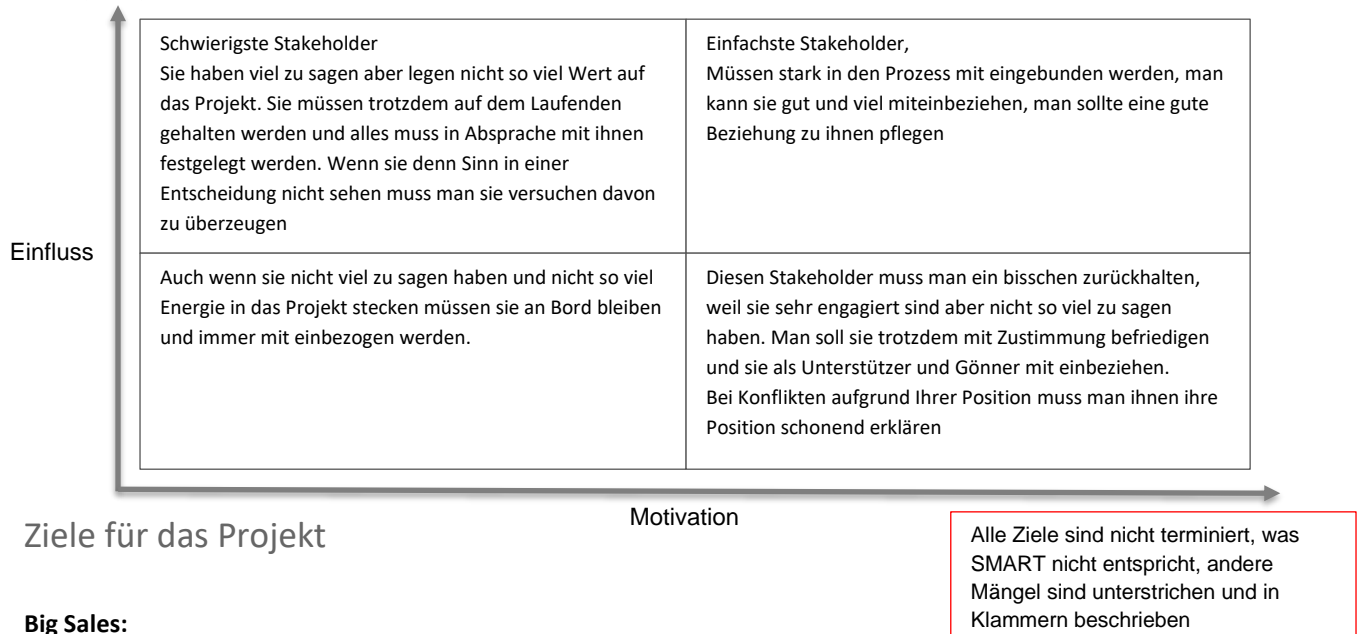 Schwierigste Stakeholder
Sie haben viel zu sagen aber legen nicht so viel Wert auf
das Projekt. Sie müssen trotzdem auf dem Laufenden
gehalten werden und alles muss in Absprache mit ihnen
festgelegt werden. Wenn sie denn Sinn in einer
Entscheidung nicht sehen muss man sie versuchen davon
zu überzeugen
Einfachste Stakeholder,
Müssen stark in den Prozess mit eingebunden werden, man
kann sie gut und viel miteinbeziehen, man sollte eine gute
Beziehung zu ihnen pflegen
Einfluss
Auch wenn sie nicht viel zu sagen haben und nicht so viel
Energie in das Projekt stecken müssen sie an Bord bleiben
und immer mit einbezogen werden.
Diesen Stakeholder muss man ein bisschen zurückhalten,
weil sie sehr engagiert sind aber nicht so viel zu sagen
haben. Man soll sie trotzdem mit Zustimmung befriedigen
und sie als Unterstützer und Gönner mit einbeziehen.
Bei Konflikten aufgrund Ihrer Position muss man ihnen ihre
Position schonend erklären
Motivation
Ziele für das Projekt
Alle Ziele sind nicht terminiert, was
SMART nicht entspricht, andere
Mängel sind unterstrichen und in
Klammern beschrieben
Big Sales: